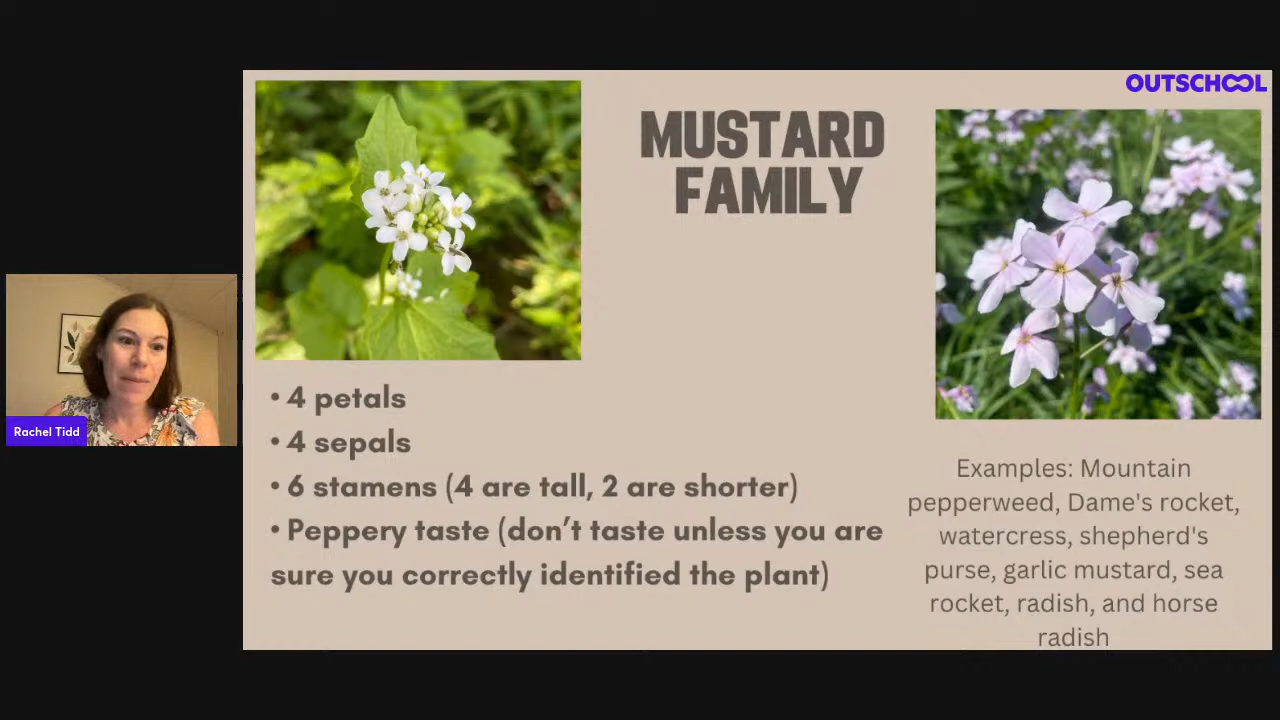 OUTSCHOOL
MUSTARD
FAMILY
• 4 petals
• 4 sepals
• 6 stamens (4 are tall, 2 are shorter)
• Peppery taste (don’t taste unless you are
sure you correctly identified the plant)
Examples: Mountain
pepperweed, Dame's rocket,
watercress, shepherd's
purse, garlic mustard, sea
rocket, radish, and horse
radish
Rachel Tidd